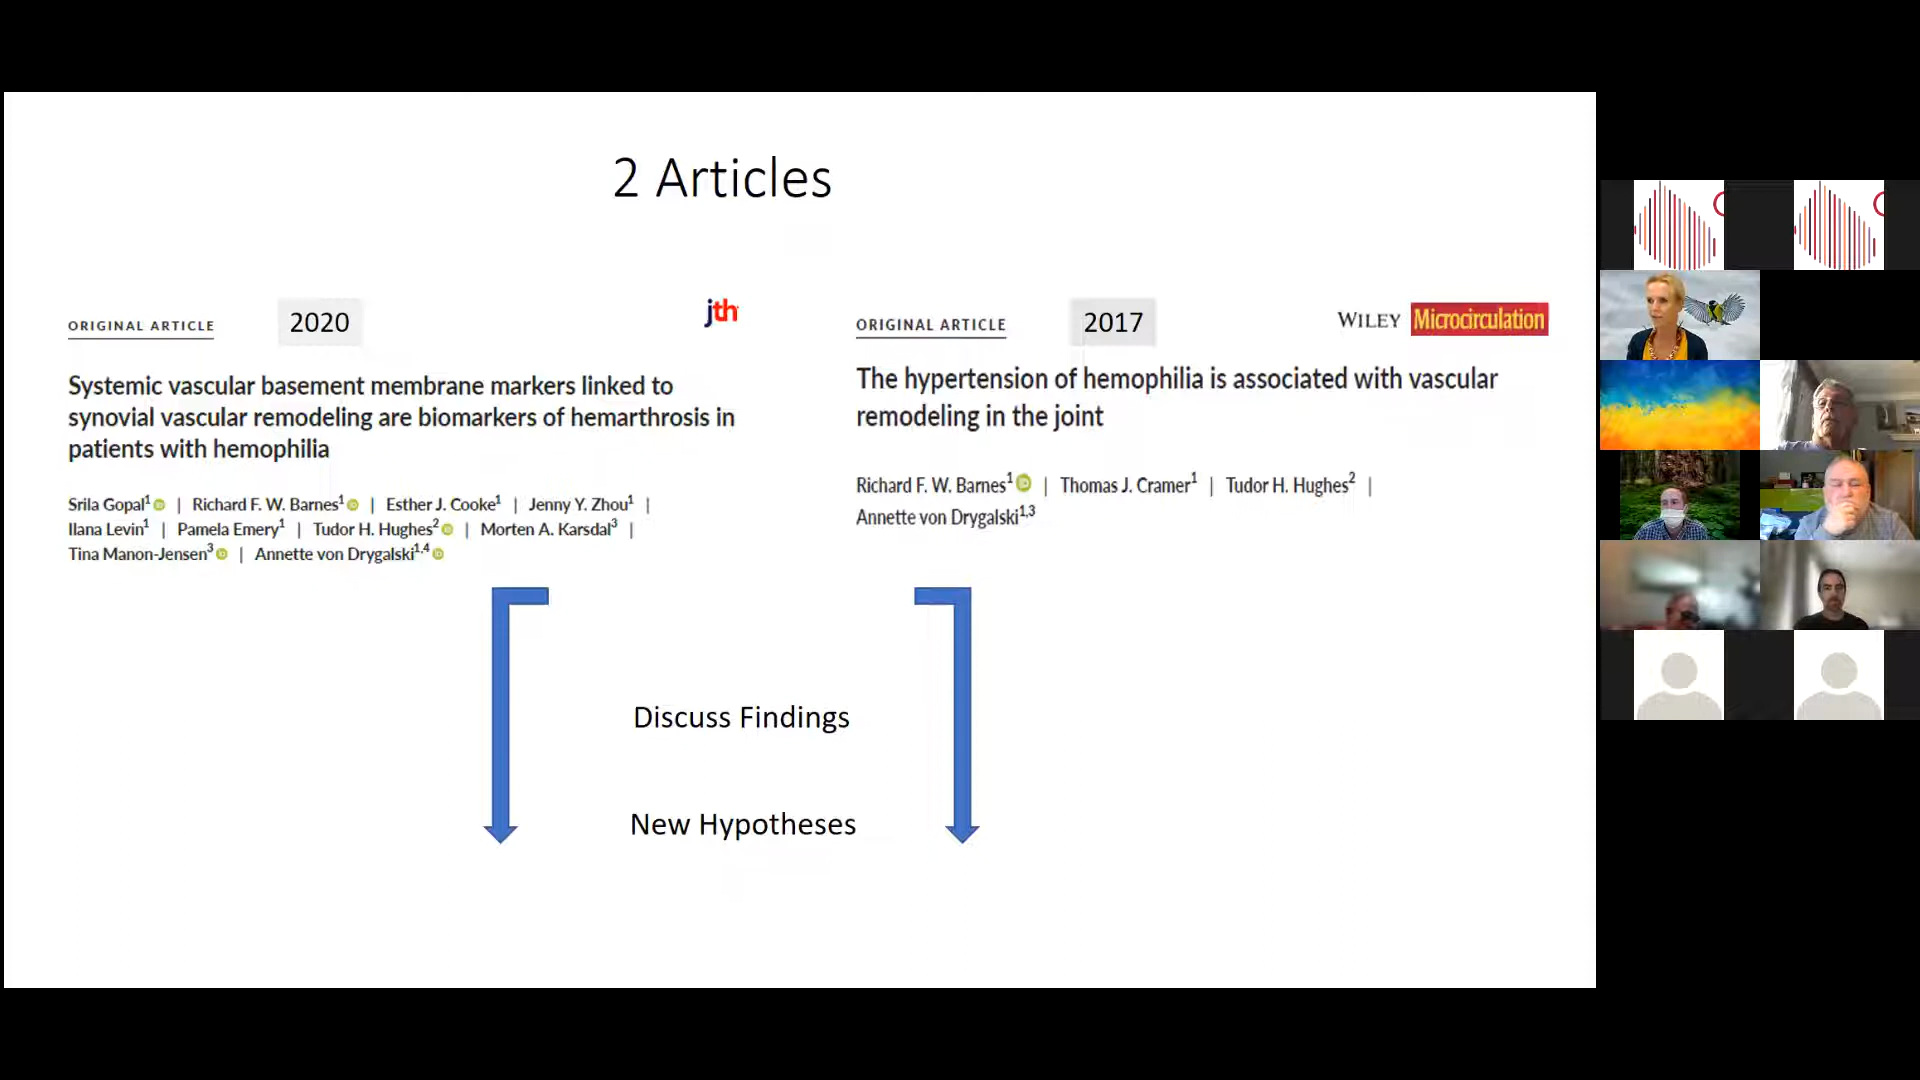 2 Articles
ORIGINAL ARTICLE
2020
jth
Systemic vascular basement membrane markers linked to
synovial vascular remodeling are biomarkers of hemarthrosis in
patients with hemophilia
Srila Gopal1 | Richard F. W. Barnes1 | Esther J. Cooke1 | Jenny Y. Zhou1 |
Ilana Levin1 | Pamela Emery1 | Tudor H. Hughes2 | Morten A. Karsdal3 |
Tina Manon-Jensen3 | Annette von Drygalski1,4
ORIGINAL ARTICLE
2017
WILEY Microcirculation
The hypertension of hemophilia is associated with vascular
remodeling in the joint
Richard F. W. Barnes1 | Thomas J. Cramer1 | Tudor H. Hughes2 |
Annette von Drygalski1,3
Discuss Findings
New Hypotheses